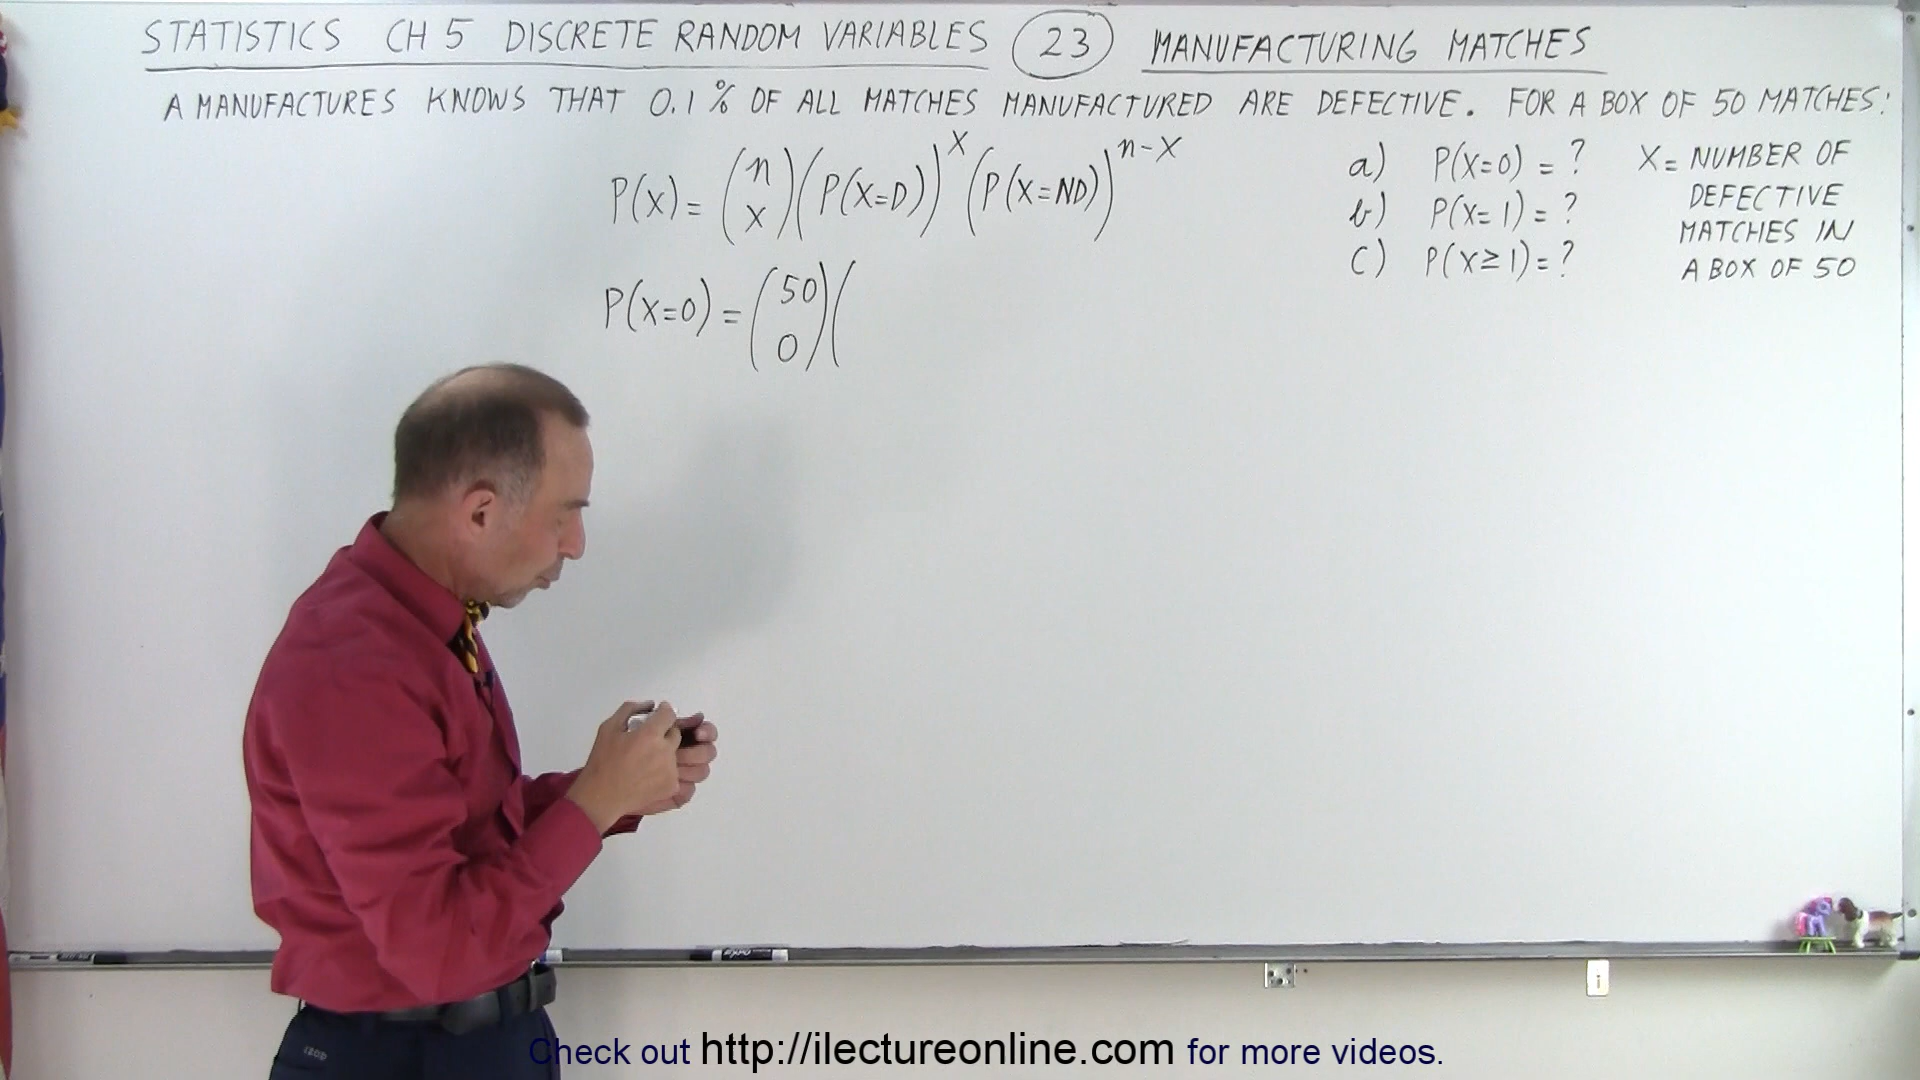 STATISTICS CH 5 DISCRETE RANDOM VARIABLES 23 MANUFACTURING MATCHES
A MANUFACTURES KNOWS THAT 0.1% OF ALL MATCHES MANUFACTURED ARE DEFECTIVE. FOR A BOX OF 50 MATCHES:
P(x) = (n x)(P(X=D))^x (P(X=ND))^n-x
P(X=0) = (50 0)(
a) P(X=0) = ?
b) P(X=1) = ?
c) P(X≥1) = ?
X = NUMBER OF
DEFECTIVE
MATCHES IN
A BOX OF 50
IZOD
Check out http://ilectureonline.com for more videos.